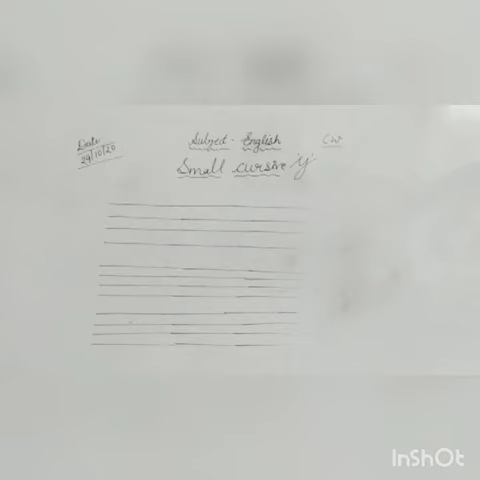 Date
29/10/20
Subject - English
CW
Small cursive 'y'
InShOt